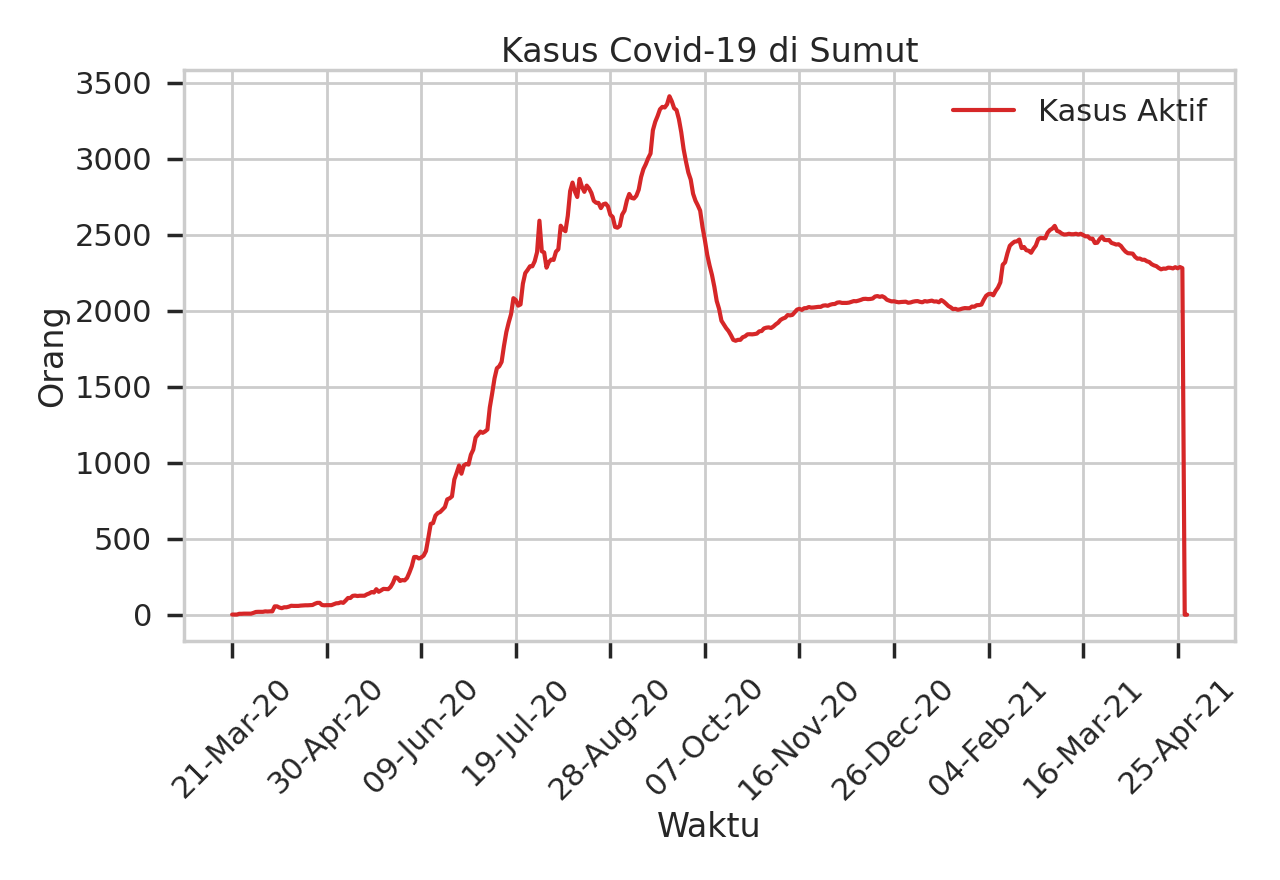 Kasus Covid-19 di Sumut
Kasus Aktif
Orang
3500
3000
2500
2000
1500
1000
500
0
21-Mar-20
30-Apr-20
09-Jun-20
19-Jul-20
28-Aug-20
07-Oct-20
16-Nov-20
26-Dec-20
04-Feb-21
16-Mar-21
25-Apr-21
Waktu